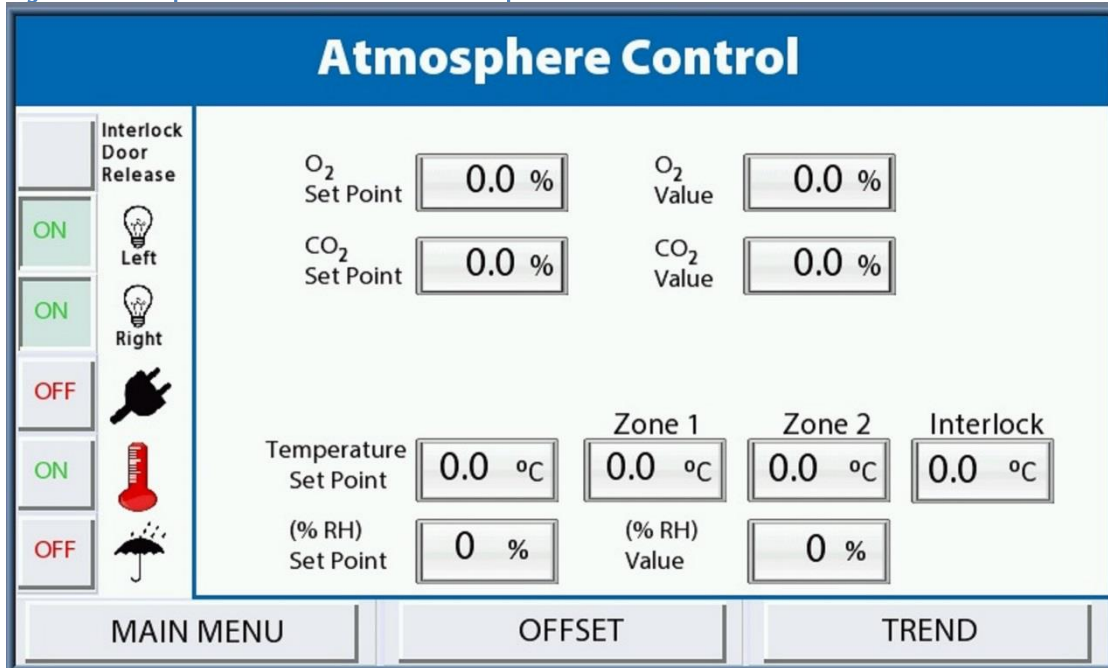 Atmosphere Control
Interlock
Door
Release
ON
Left
ON
Right
OFF
ON
OFF
O₂
Set Point
0.0 %
O₂
Value
0.0 %
CO₂
Set Point
0.0 %
CO₂
Value
0.0 %
Zone 1 Zone 2 Interlock
Temperature
Set Point
0.0 ºC 0.0 ºC 0.0 ºC 0.0 ºC
(% RH)
Set Point
0 %
(% RH)
Value
0 %
MAIN MENU OFFSET TREND